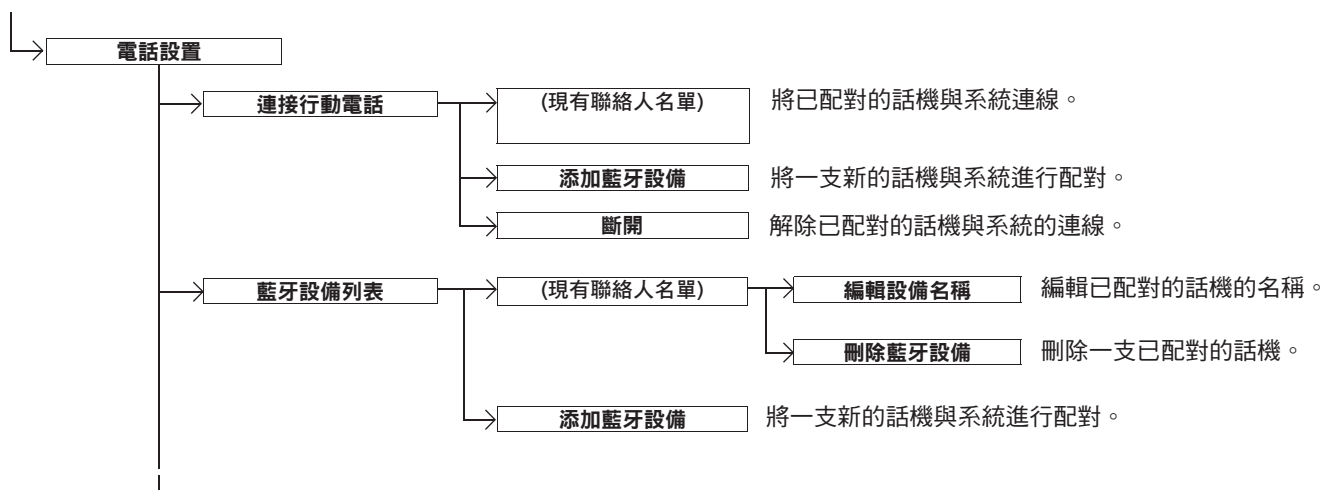 電話設置
連接行動電話
(現有聯絡人名單)
將已配對的話機與系統連線。
添加藍牙設備
將一支新的話機與系統進行配對。
斷開
解除已配對的話機與系統的連線。
藍牙設備列表
(現有聯絡人名單)
編輯設備名稱
編輯已配對的話機的名稱。
刪除藍牙設備
刪除一支已配對的話機。
添加藍牙設備
將一支新的話機與系統進行配對。